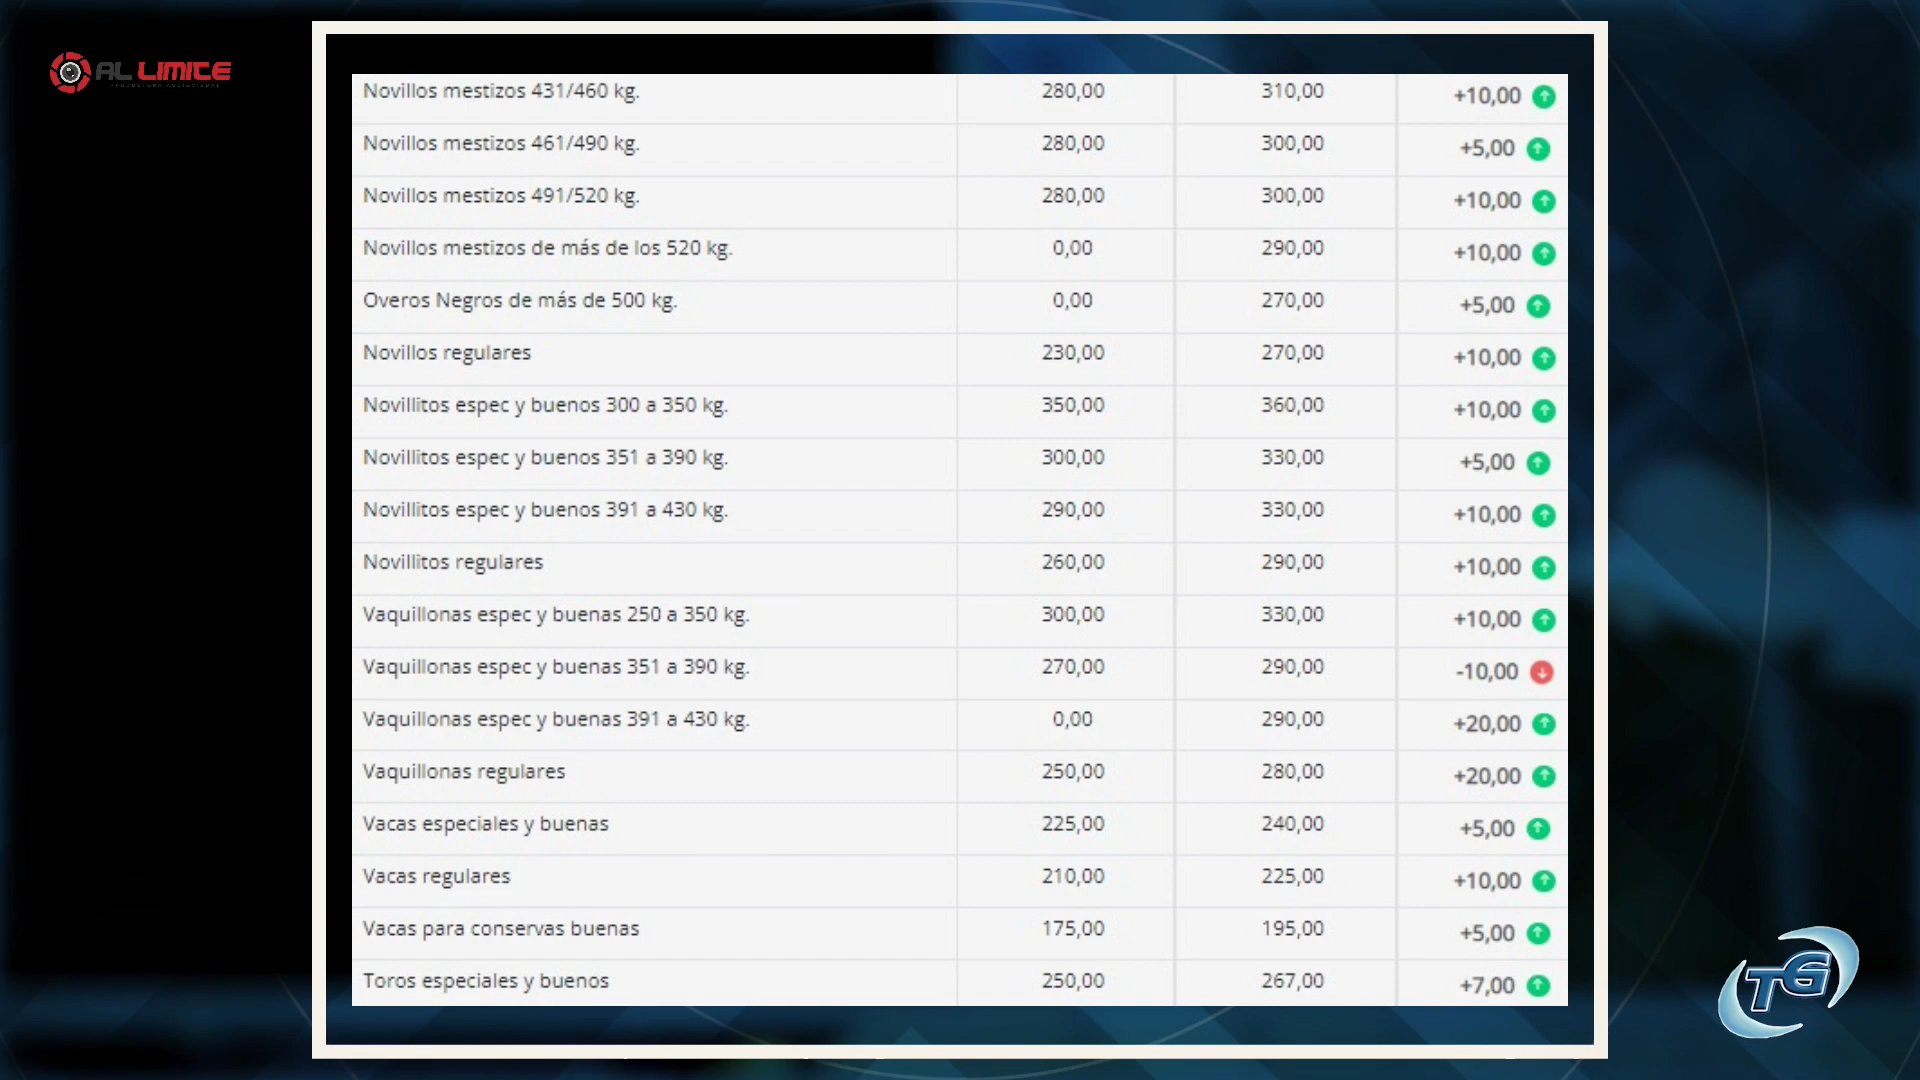 AL LIMITE
Novillos mestizos 431/460 kg. 280,00 310,00 +10,00
Novillos mestizos 461/490 kg. 280,00 300,00 +5,00
Novillos mestizos 491/520 kg. 280,00 300,00 +10,00
Novillos mestizos de más de los 520 kg. 0,00 290,00 +10,00
Overos Negros de más de 500 kg. 0,00 270,00 +5,00
Novillos regulares 230,00 270,00 +10,00
Novillitos espec y buenos 300 a 350 kg. 350,00 360,00 +10,00
Novillitos espec y buenos 351 a 390 kg. 300,00 330,00 +5,00
Novillitos espec y buenos 391 a 430 kg. 290,00 330,00 +10,00
Novillitos regulares 260,00 290,00 +10,00
Vaquillonas espec y buenas 250 a 350 kg. 300,00 330,00 +10,00
Vaquillonas espec y buenas 351 a 390 kg. 270,00 290,00 -10,00
Vaquillonas espec y buenas 391 a 430 kg. 0,00 290,00 +20,00
Vaquillonas regulares 250,00 280,00 +20,00
Vacas especiales y buenas 225,00 240,00 +5,00
Vacas regulares 210,00 225,00 +10,00
Vacas para conservas buenas 175,00 195,00 +5,00
Toros especiales y buenos 250,00 267,00 +7,00
TG